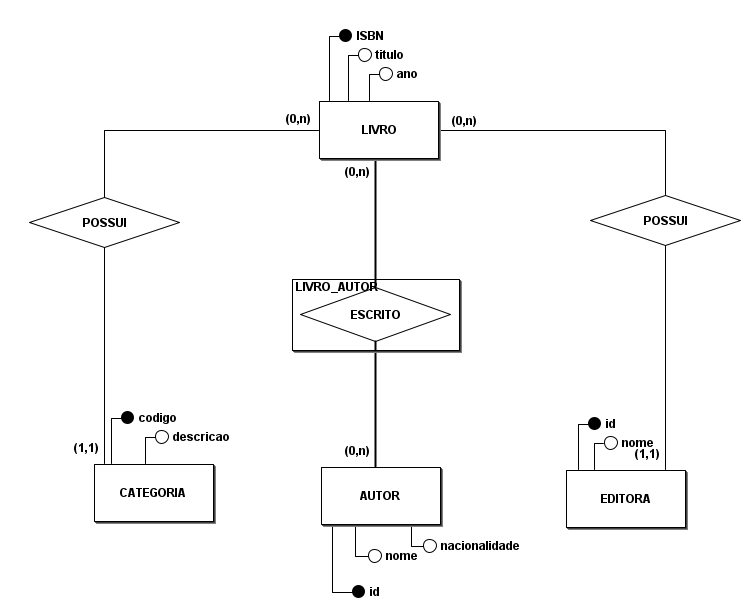 ISBN
titulo
ano
(0,n)
LIVRO
(0,n)
(0,n)
POSSUI
POSSUI
LIVRO_AUTOR
ESCRITO
codigo
descricao
(1,1)
CATEGORIA
(0,n)
AUTOR
nome
nacionalidade
id
id
nome
(1,1)
EDITORA